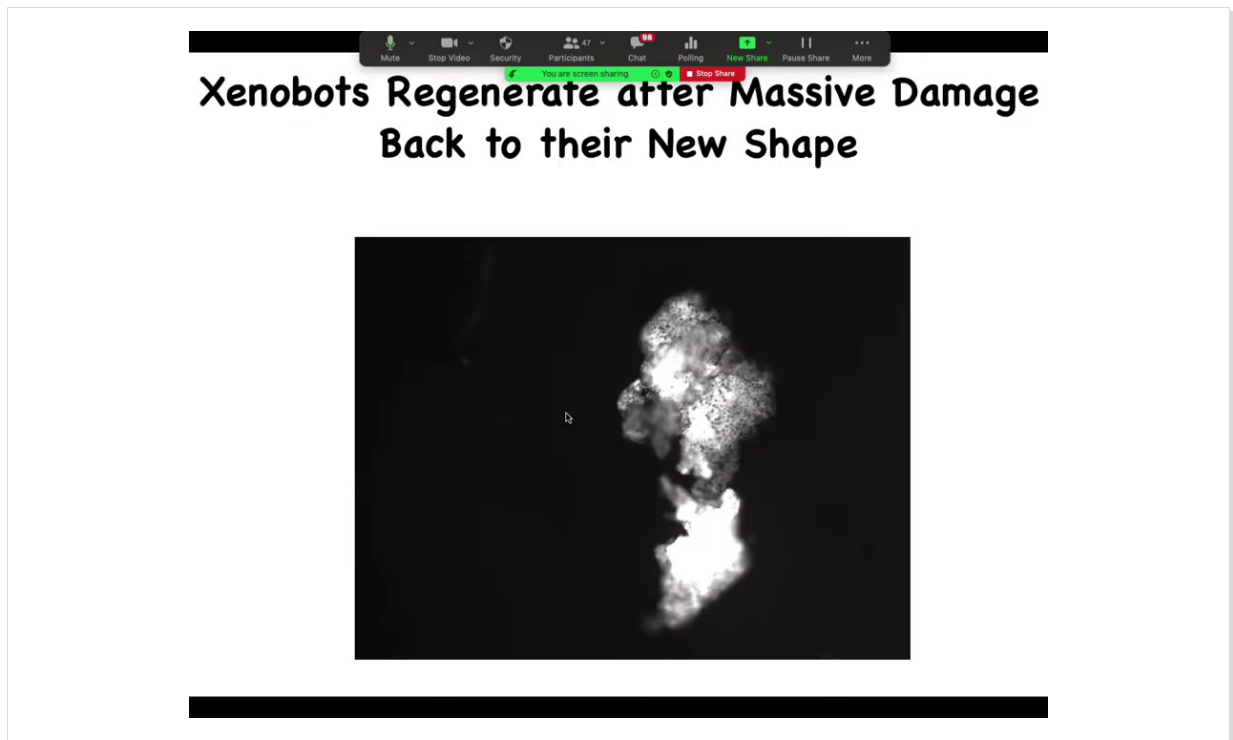 98
47
Mute
Stop Video
Security
Participants
Chat
Polling
New Share
Pause Share
More
You are screen sharing
Stop Share
Xenobots Regenerate after Massive Damage
Back to their New Shape